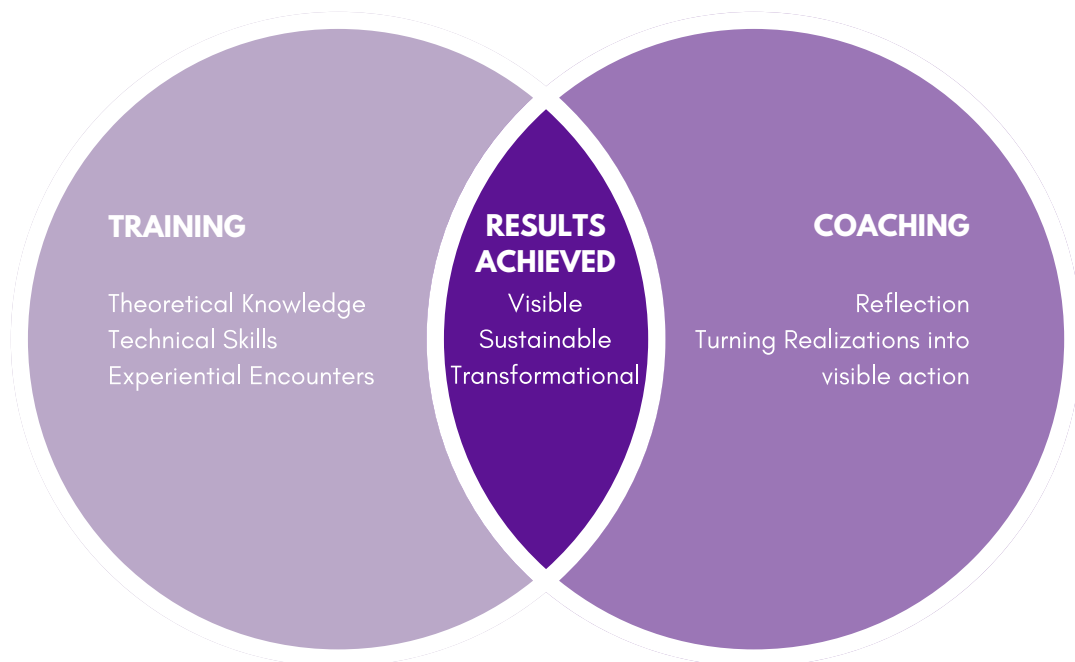 TRAINING
Theoretical Knowledge
Technical Skills
Experiential Encounters
RESULTS
ACHIEVED
Visible
Sustainable
Transformational
COACHING
Reflection
Turning Realizations into
visible action